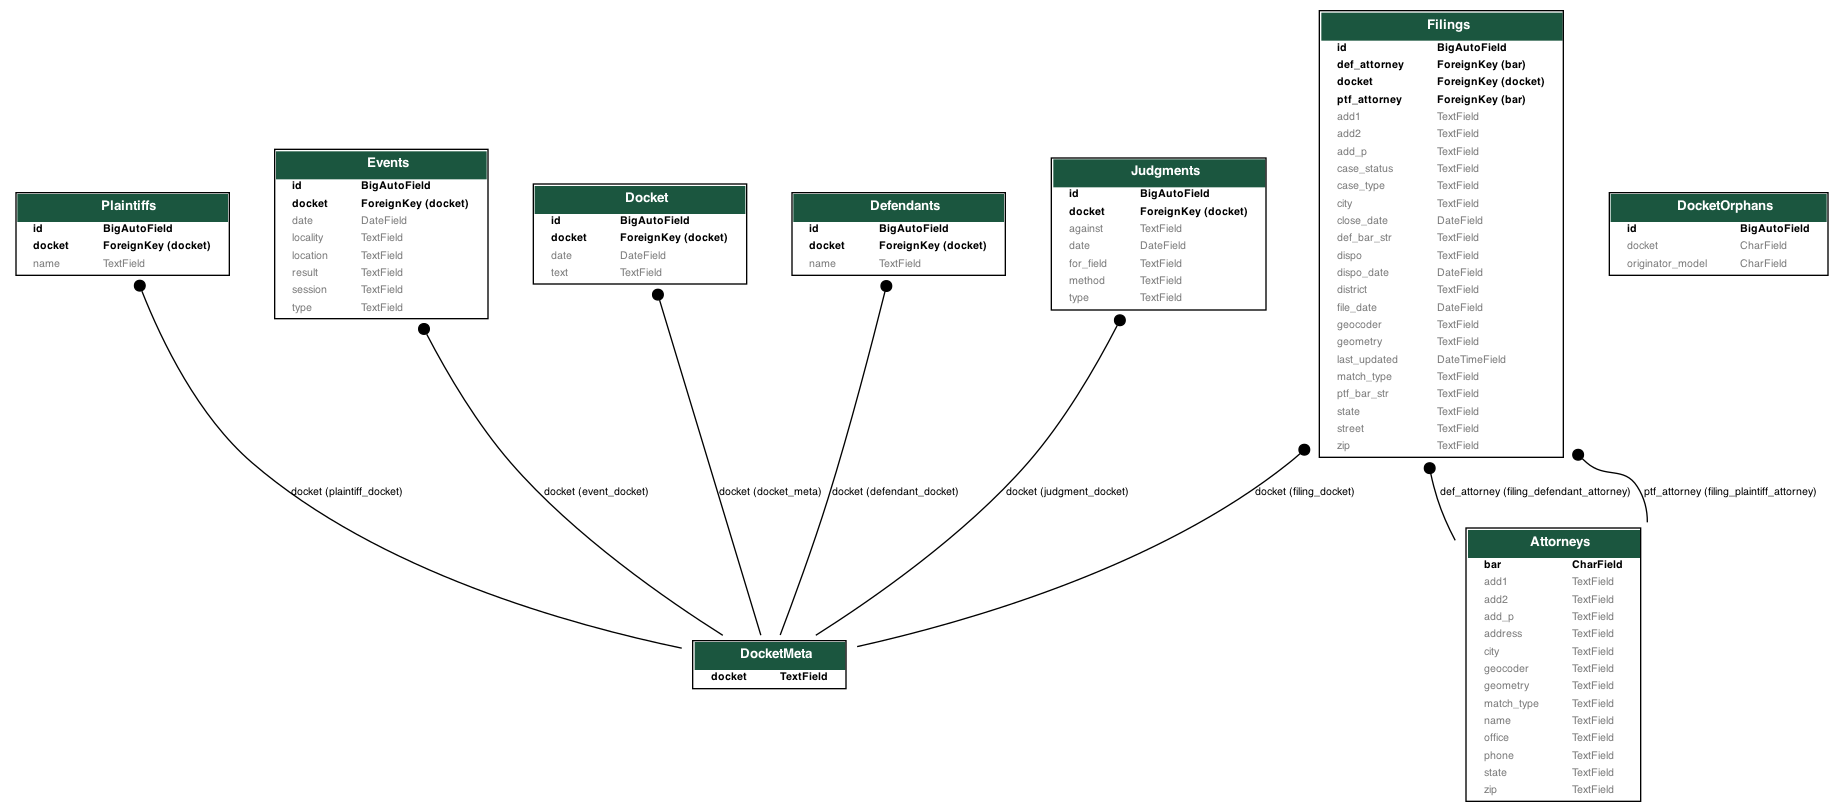 Plaintiffs
id BigAutoField
docket ForeignKey (docket)
name TextField
Events
id BigAutoField
docket ForeignKey (docket)
date DateField
locality TextField
location TextField
result TextField
session TextField
type TextField
Docket
id BigAutoField
docket ForeignKey (docket)
date DateField
text TextField
Defendants
id BigAutoField
docket ForeignKey (docket)
name TextField
Judgments
id BigAutoField
docket ForeignKey (docket)
against TextField
date DateField
for_field TextField
method TextField
type TextField
Filings
id BigAutoField
def_attorney ForeignKey (bar)
docket ForeignKey (docket)
ptf_attorney ForeignKey (bar)
add1 TextField
add2 TextField
add_p TextField
case_status TextField
case_type TextField
city TextField
close_date DateField
def_bar_str TextField
dispo TextField
dispo_date DateField
district TextField
file_date DateField
geocoder TextField
geometry TextField
last_updated DateTimeField
match_type TextField
ptf_bar_str TextField
state TextField
street TextField
zip TextField
DocketOrphans
id BigAutoField
docket CharField
originator_model CharField
docket (plaintiff_docket)
docket (event_docket)
docket (docket_meta)
docket (defendant_docket)
docket (judgment_docket)
docket (filing_docket)
def_attorney (filing_defendant_attorney)
ptf_attorney (filing_plaintiff_attorney)
DocketMeta
docket TextField
Attorneys
bar CharField
add1 TextField
add2 TextField
add_p TextField
address TextField
city TextField
geocoder TextField
geometry TextField
match_type TextField
name TextField
office TextField
phone TextField
state TextField
zip TextField